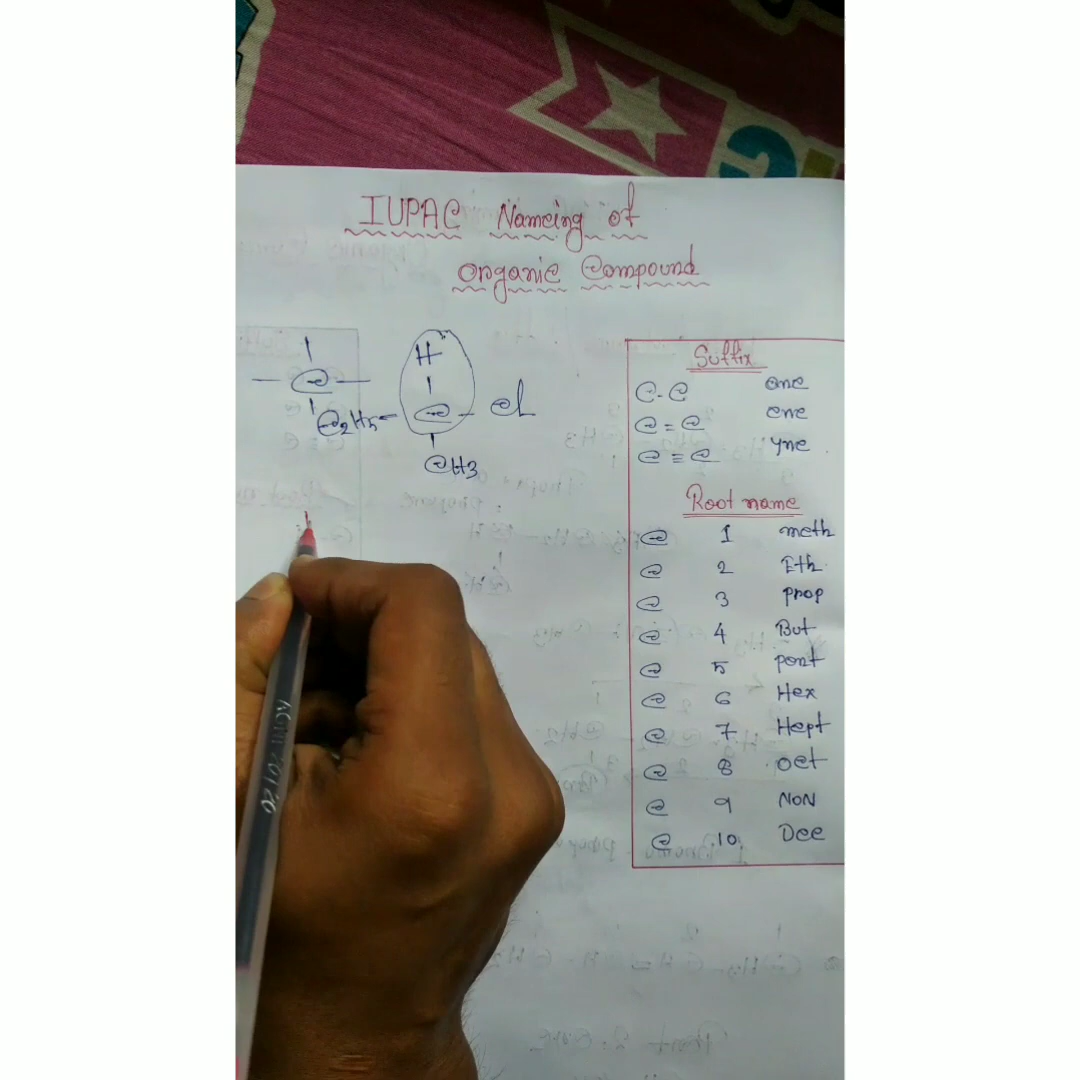 IUPAC Nameing of
Organic Compound
H
C
C2H5- C - Cl
CH3
Suffix
C-C ane
C=C ene
C≡C yne
Root name
C 1 meth
C 2 Eth
C 3 prop
C 4 But
C 5 pent
C 6 Hex
C 7 Hept
C 8 oct
C 9 NON
C 10 Dec